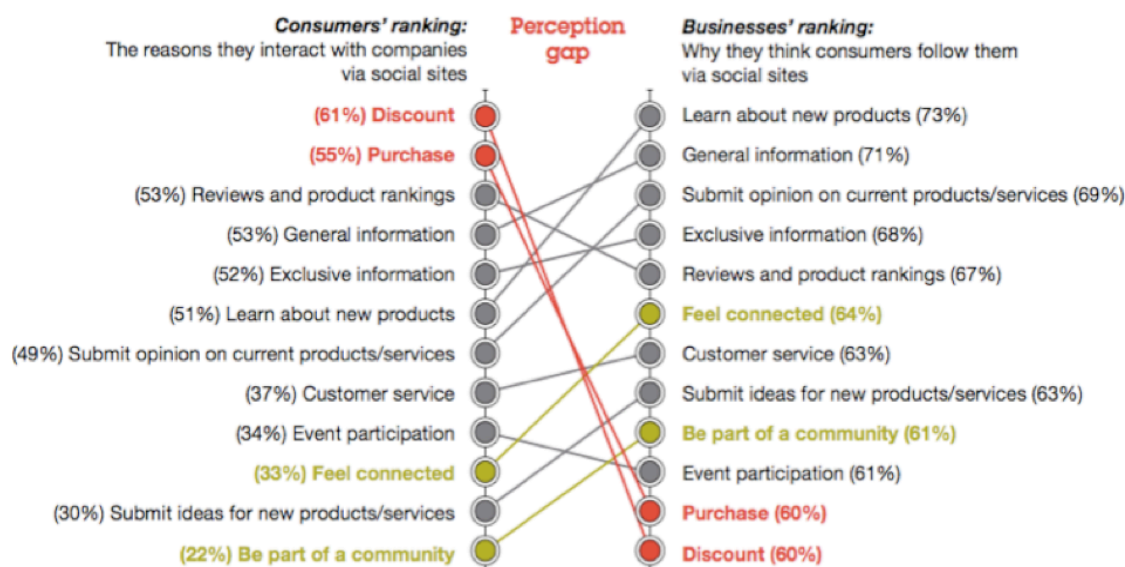 Consumers' ranking:
The reasons they interact with companies
via social sites
Perception
gap
Businesses' ranking:
Why they think consumers follow them
via social sites
(61%) Discount
(55%) Purchase
(53%) Reviews and product rankings
(53%) General information
(52%) Exclusive information
(51%) Learn about new products
(49%) Submit opinion on current products/services
(37%) Customer service
(34%) Event participation
(33%) Feel connected
(30%) Submit ideas for new products/services
(22%) Be part of a community
Learn about new products (73%)
General information (71%)
Submit opinion on current products/services (69%)
Exclusive information (68%)
Reviews and product rankings (67%)
Feel connected (64%)
Customer service (63%)
Submit ideas for new products/services (63%)
Be part of a community (61%)
Event participation (61%)
Purchase (60%)
Discount (60%)